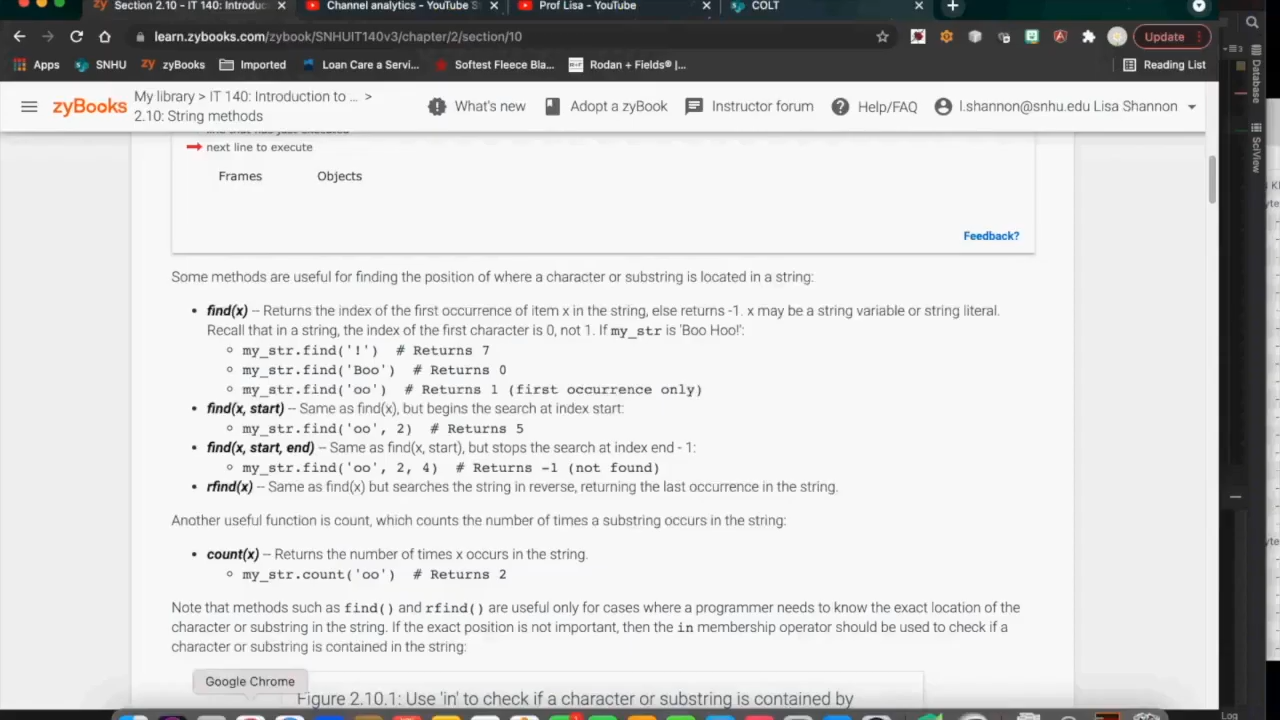 Section 2.10 - IT 140: Introduc
Channel analytics - YouTube S
Prof Lisa - YouTube
COLT
learn.zybooks.com/zybook/SNHUIT140v3/chapter/2/section/10
Update
Apps
SNHU
zyBooks
Imported
Loan Care a Servi...
Softest Fleece Bla...
Rodan + Fields® |...
Reading List
Database
SciView
zyBooks
My library > IT 140: Introduction to ... >
2.10: String methods
What's new
Adopt a zyBook
Instructor forum
Help/FAQ
l.shannon@snhu.edu Lisa Shannon
line that has just executed
next line to execute
Frames Objects
Feedback?
Some methods are useful for finding the position of where a character or substring is located in a string:
• find(x) -- Returns the index of the first occurrence of item x in the string, else returns -1. x may be a string variable or string literal.
Recall that in a string, the index of the first character is 0, not 1. If my_str is 'Boo Hoo!':
my_str.find('!') # Returns 7
my_str.find('Boo') # Returns 0
my_str.find('oo') # Returns 1 (first occurrence only)
• find(x, start) -- Same as find(x), but begins the search at index start:
my_str.find('oo', 2) # Returns 5
• find(x, start, end) -- Same as find(x, start), but stops the search at index end - 1:
my_str.find('oo', 2, 4) # Returns -1 (not found)
• rfind(x) -- Same as find(x) but searches the string in reverse, returning the last occurrence in the string.
Another useful function is count, which counts the number of times a substring occurs in the string:
• count(x) -- Returns the number of times x occurs in the string.
my_str.count('oo') # Returns 2
Note that methods such as find() and rfind() are useful only for cases where a programmer needs to know the exact location of the
character or substring in the string. If the exact position is not important, then the in membership operator should be used to check if a
character or substring is contained in the string:
Google Chrome
Figure 2.10.1: Use 'in' to check if a character or substring is contained by
Log